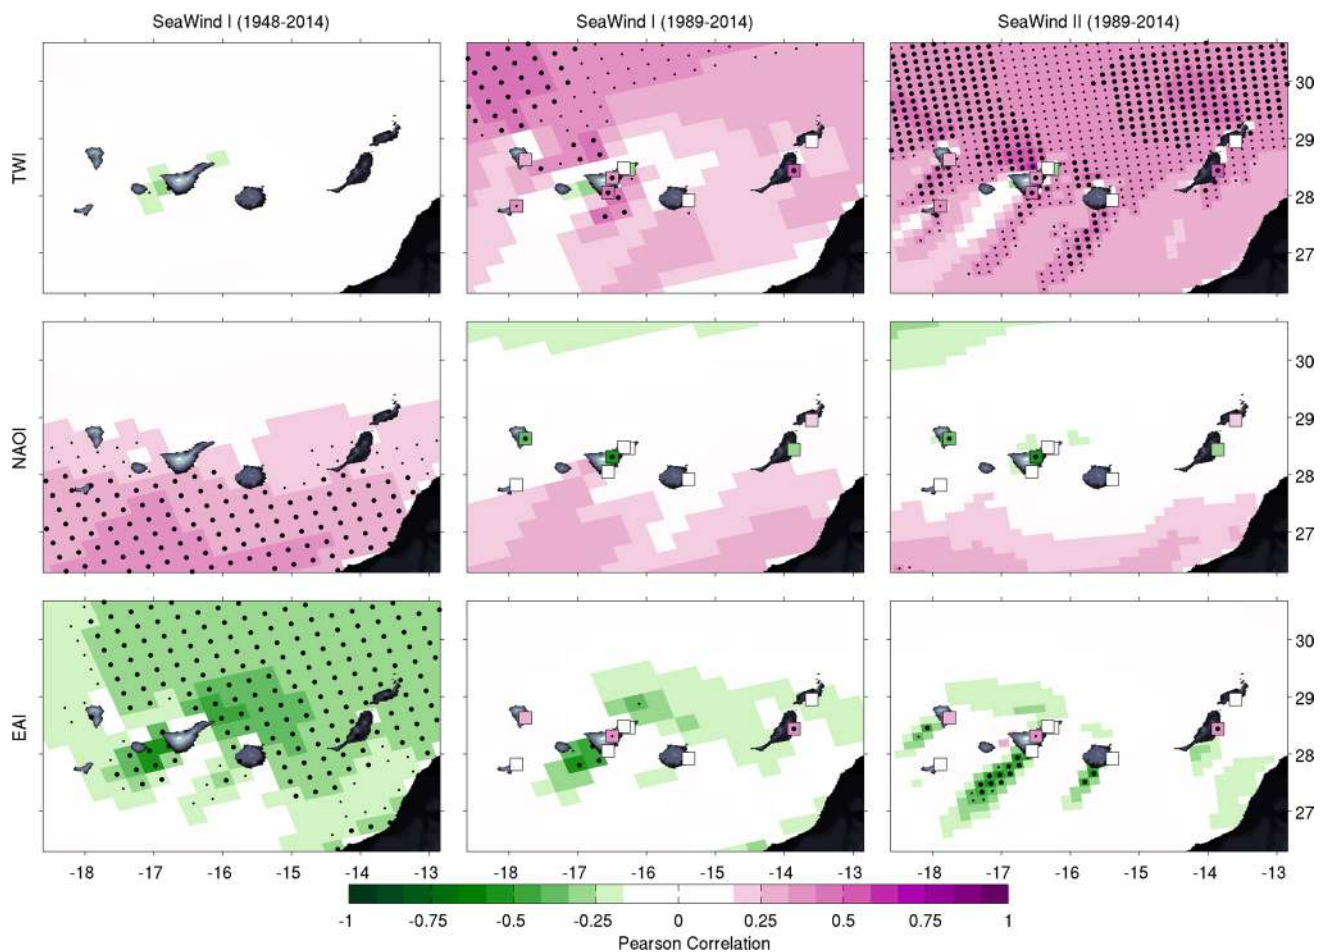 SeaWind I (1948-2014) SeaWind I (1989-2014) SeaWind II (1989-2014)
TWI
30
29
28
27
NAOI
30
29
28
27
EAI
30
29
28
27
-18 -17 -16 -15 -14 -13 -18 -17 -16 -15 -14 -13 -18 -17 -16 -15 -14 -13
-1 -0.75 -0.5 -0.25 0 0.25 0.5 0.75 1
Pearson Correlation